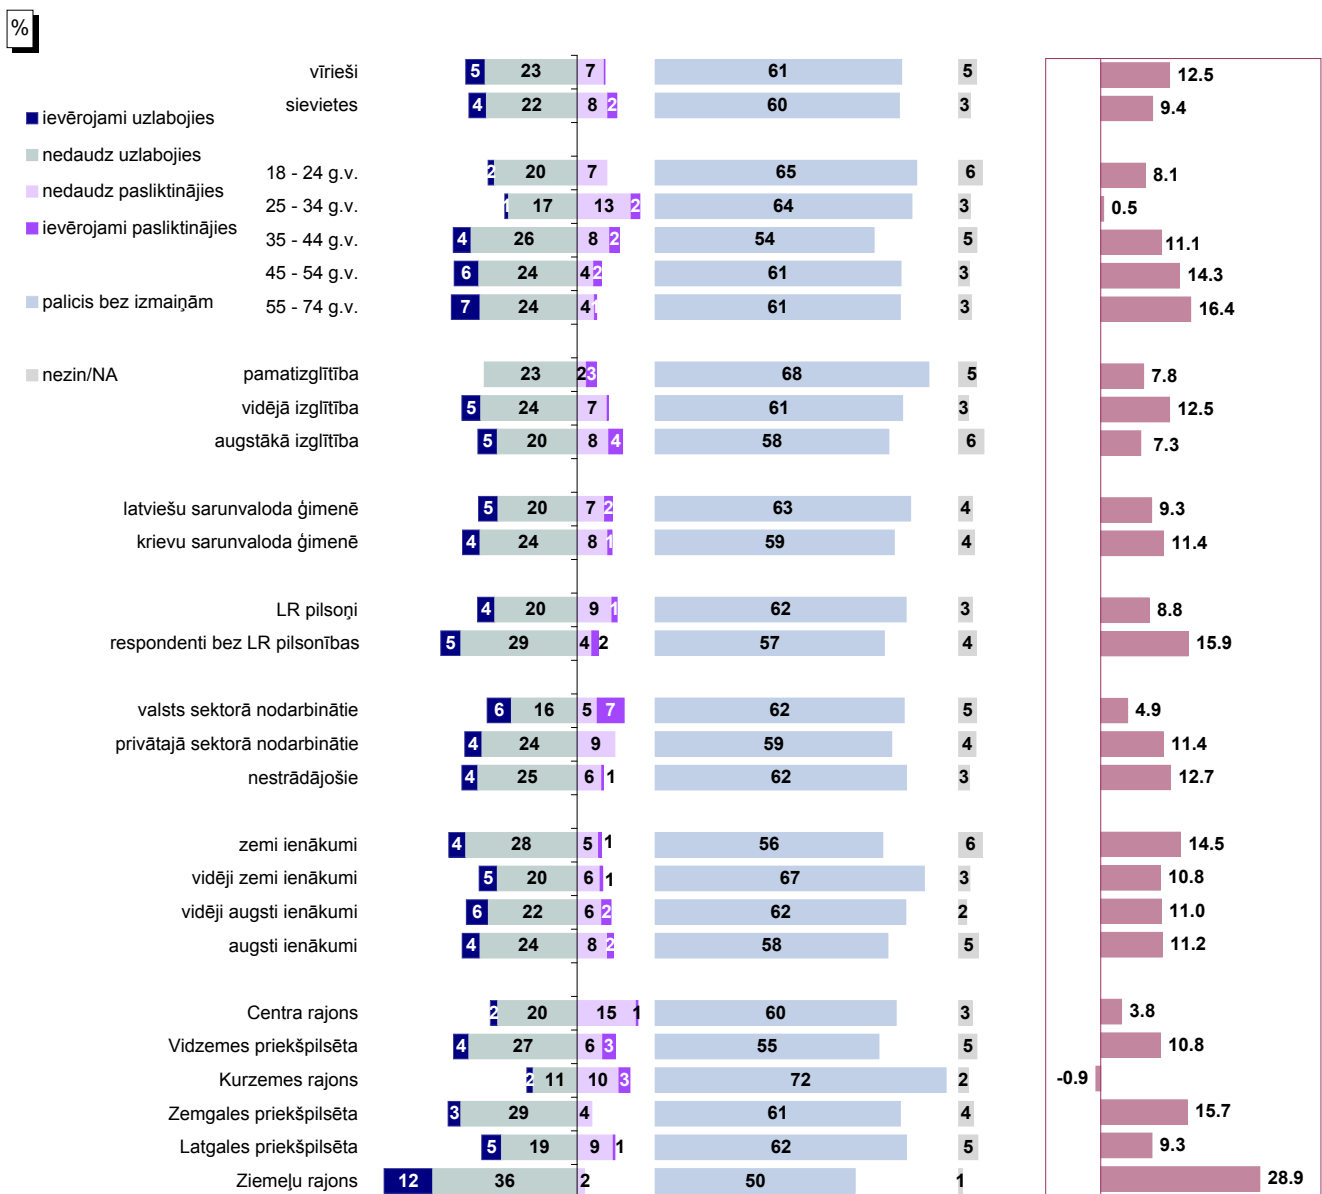 %
ievērojami uzlabojies
nedaudz uzlabojies
nedaudz pasliktinājies
ievērojami pasliktinājies
palicis bez izmaiņām
nezin/NA
vīrieši 5 23 7 61 5 12.5
sievietes 4 22 8 2 60 3 9.4
18 - 24 g.v. 2 20 7 65 6 8.1
25 - 34 g.v. 1 17 13 2 64 3 0.5
35 - 44 g.v. 4 26 8 2 54 5 11.1
45 - 54 g.v. 6 24 4 2 61 3 14.3
55 - 74 g.v. 7 24 4 1 61 3 16.4
pamatizglītība 23 2 3 68 5 7.8
vidējā izglītība 5 24 7 61 3 12.5
augstākā izglītība 5 20 8 4 58 6 7.3
latviešu sarunvaloda ģimenē 5 20 7 2 63 4 9.3
krievu sarunvaloda ģimenē 4 24 8 1 59 4 11.4
LR pilsoņi 4 20 9 1 62 3 8.8
respondenti bez LR pilsonības 5 29 4 2 57 4 15.9
valsts sektorā nodarbinātie 6 16 5 7 62 5 4.9
privātajā sektorā nodarbinātie 4 24 9 59 4 11.4
nestrādājošie 4 25 6 1 62 3 12.7
zemi ienākumi 4 28 5 1 56 6 14.5
vidēji zemi ienākumi 5 20 6 1 67 3 10.8
vidēji augsti ienākumi 6 22 6 2 62 2 11.0
augsti ienākumi 4 24 8 2 58 5 11.2
Centra rajons 2 20 15 1 60 3 3.8
Vidzemes priekšpilsēta 4 27 6 3 55 5 10.8
Kurzemes rajons 2 11 10 3 72 2 -0.9
Zemgales priekšpilsēta 3 29 4 61 4 15.7
Latgales priekšpilsēta 5 19 9 1 62 5 9.3
Ziemeļu rajons 12 36 2 50 1 28.9